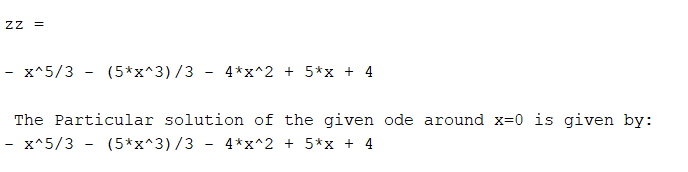 zz =
- x^5/3 - (5*x^3)/3 - 4*x^2 + 5*x + 4
The Particular solution of the given ode around x=0 is given by:
- x^5/3 - (5*x^3)/3 - 4*x^2 + 5*x + 4